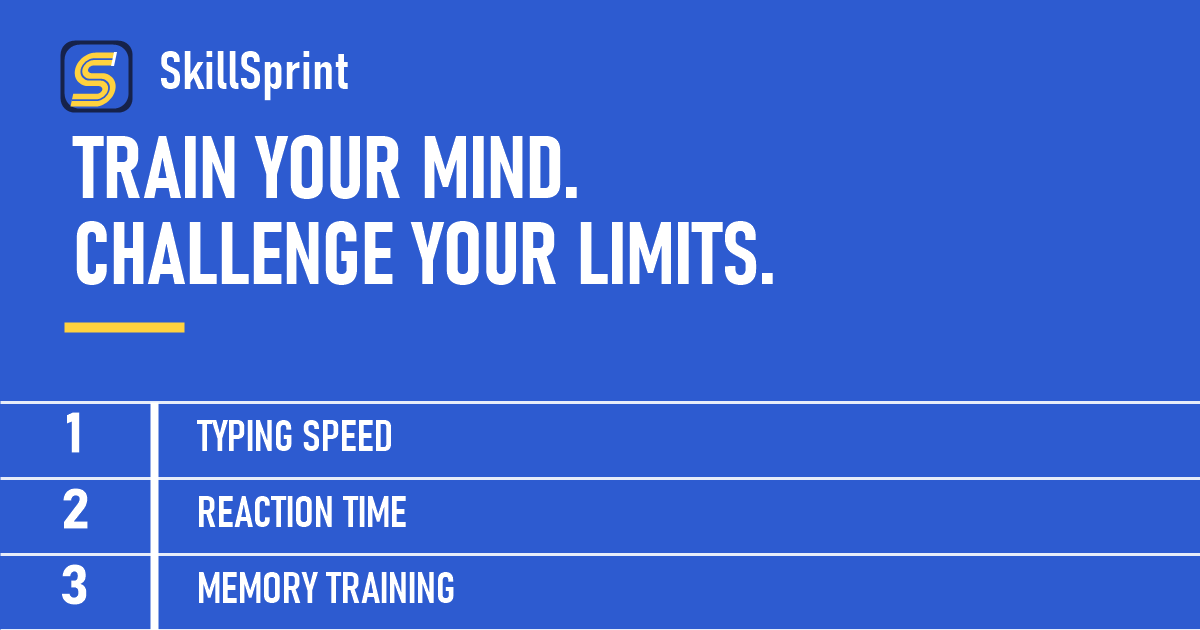 SkillSprint
TRAIN YOUR MIND.
CHALLENGE YOUR LIMITS.
1 TYPING SPEED
2 REACTION TIME
3 MEMORY TRAINING